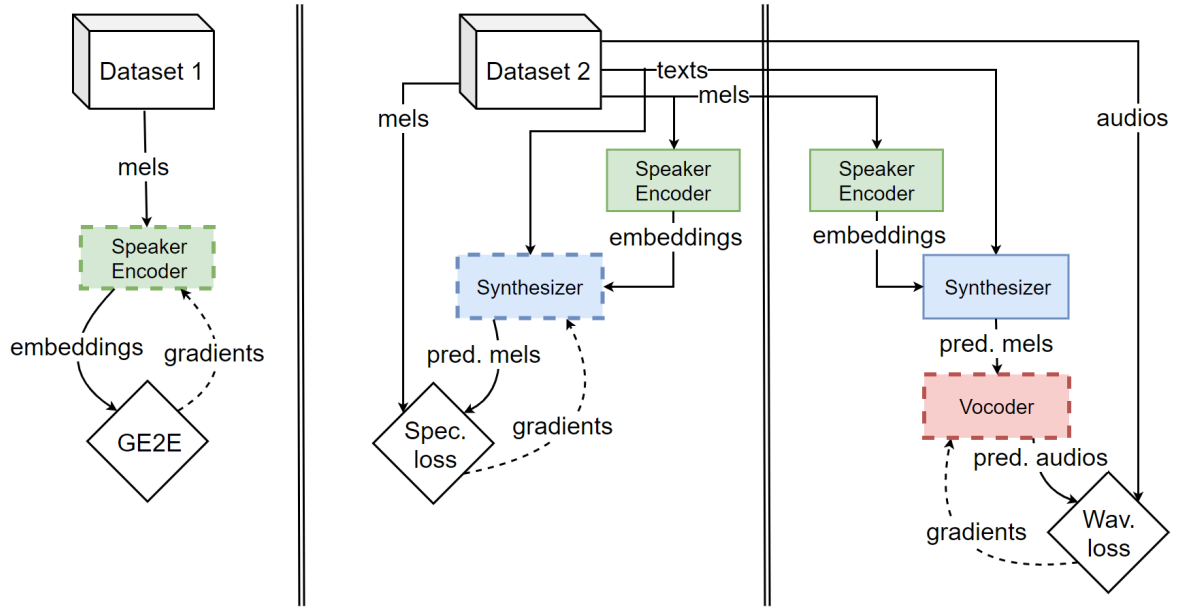 Dataset 1
mels
Speaker
Encoder
embeddings
gradients
GE2E
Dataset 2
mels
texts
mels
Speaker
Encoder
embeddings
Synthesizer
pred. mels
gradients
Spec.
loss
audios
Speaker
Encoder
embeddings
Synthesizer
pred. mels
Vocoder
pred. audios
gradients
Wav.
loss